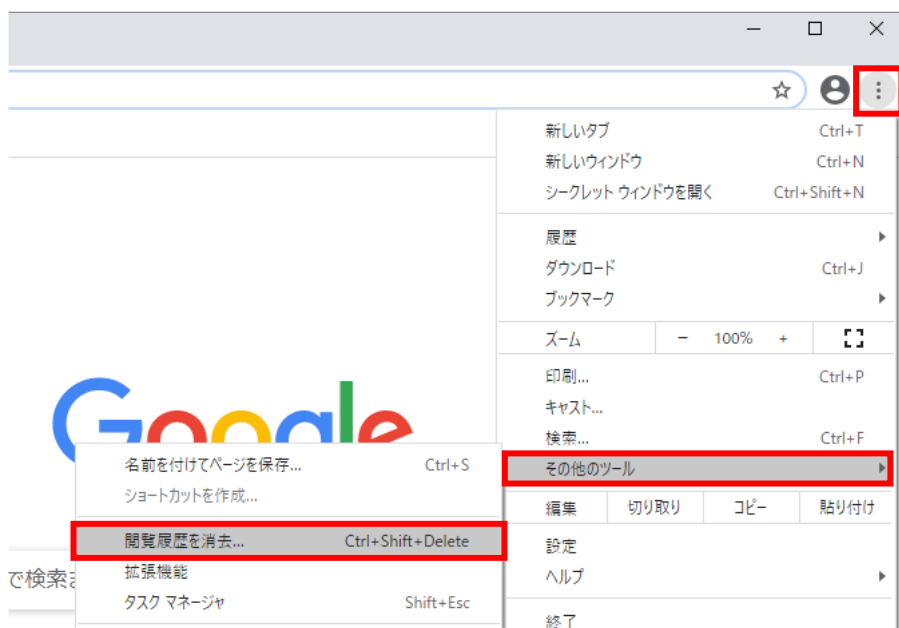 新しいタブ Ctrl+T
新しいウィンドウ Ctrl+N
シークレット ウィンドウを開く Ctrl+Shift+N
履歴
ダウンロード Ctrl+J
ブックマーク
ズーム − 100% +
印刷... Ctrl+P
キャスト...
検索... Ctrl+F
その他のツール
編集 切り取り コピー 貼り付け
設定
ヘルプ
終了
Google
名前を付けてページを保存... Ctrl+S
ショートカットを作成...
閲覧履歴を消去... Ctrl+Shift+Delete
拡張機能
タスク マネージャ Shift+Esc
で検索